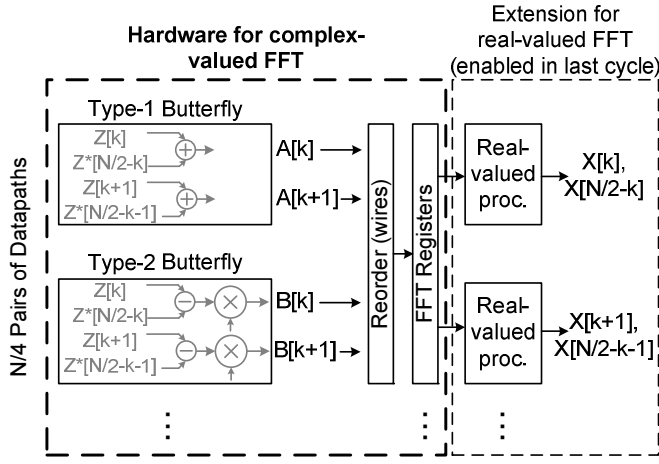 Hardware for complex-
valued FFT
Extension for
real-valued FFT
(enabled in last cycle)
N/4 Pairs of Datapaths
Type-1 Butterfly
Z[k]
Z*[N/2-k]
Z[k+1]
Z*[N/2-k-1]
+
+
A[k]
A[k+1]
Type-2 Butterfly
Z[k]
Z*[N/2-k]
Z[k+1]
Z*[N/2-k-1]
−
×
−
×
B[k]
B[k+1]
Reorder (wires)
FFT Registers
Real-
valued
proc.
X[k],
X[N/2-k]
Real-
valued
proc.
X[k+1],
X[N/2-k-1]